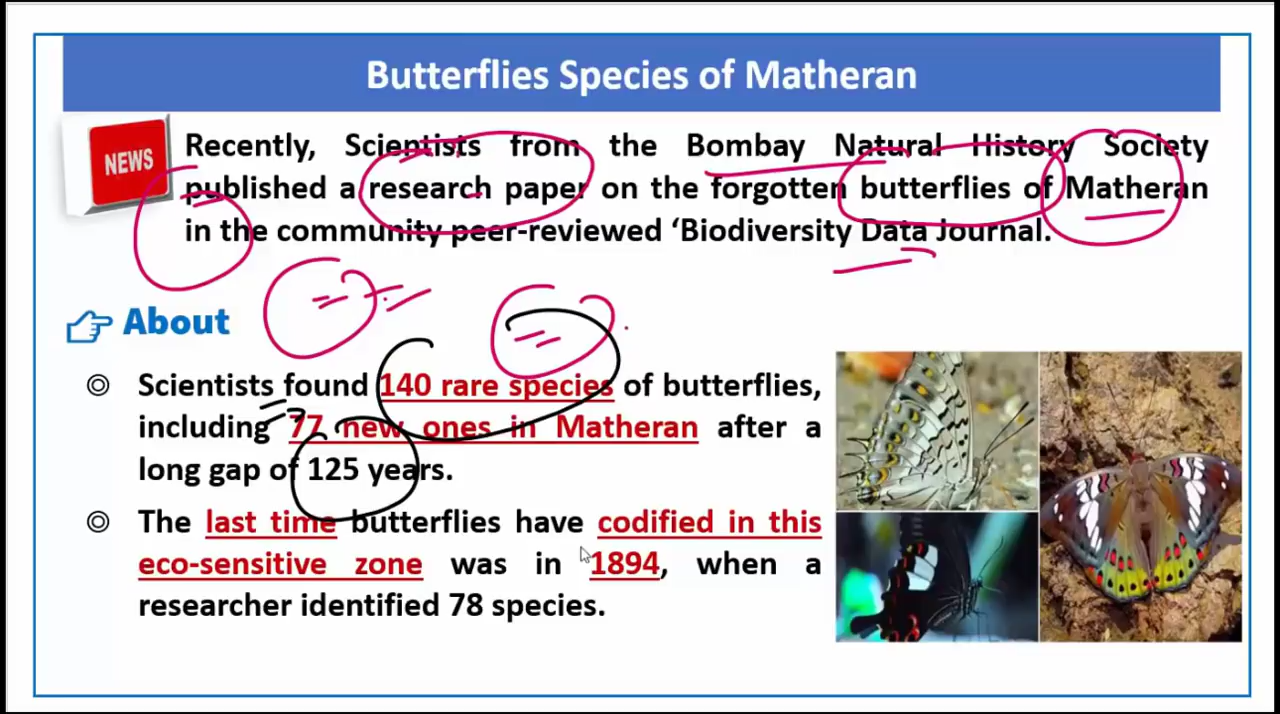 Butterflies Species of Matheran
NEWS
Recently, Scientists from the Bombay Natural History Society
published a research paper on the forgotten butterflies of Matheran
in the community peer-reviewed ‘Biodiversity Data Journal.
About
Scientists found 140 rare species of butterflies,
including 77 new ones in Matheran after a
long gap of 125 years.
The last time butterflies have codified in this
eco-sensitive zone was in 1894, when a
researcher identified 78 species.